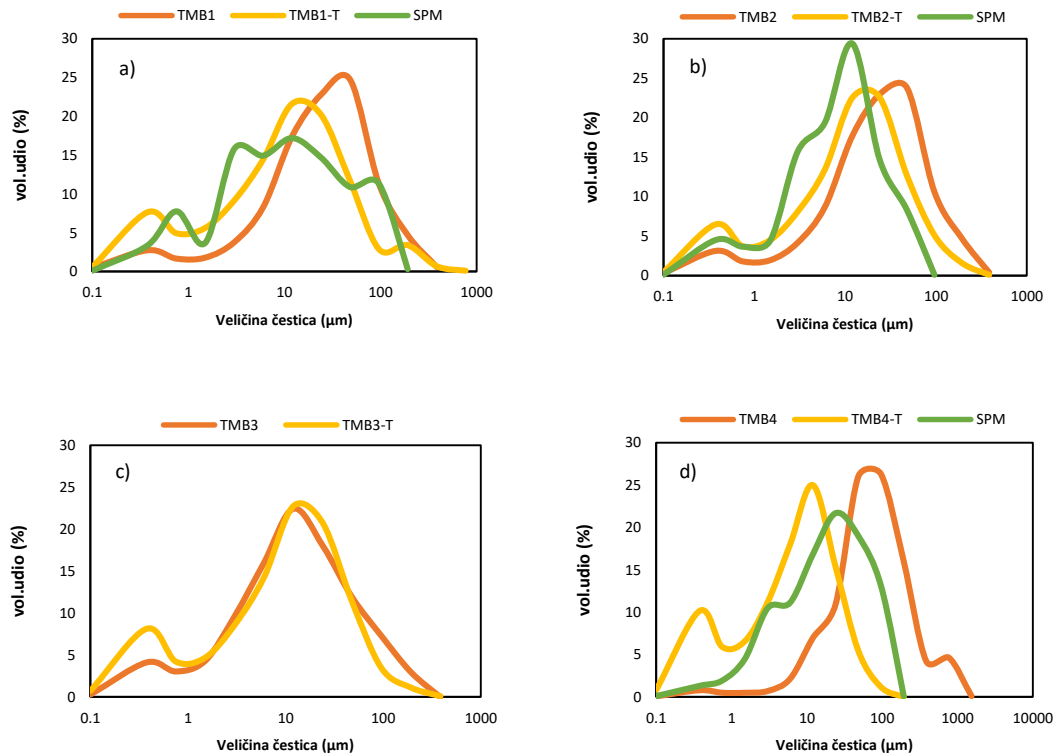 TMB1 TMB1-T SPM
a)
vol.udio (%)
30
25
20
15
10
5
0
0.1 1 10 100 1000
Veličina čestica (µm)
TMB2 TMB2-T SPM
b)
vol.udio (%)
30
25
20
15
10
5
0
0.1 1 10 100 1000
Veličina čestica (µm)
TMB3 TMB3-T
c)
vol.udio (%)
30
25
20
15
10
5
0
0.1 1 10 100 1000
Veličina čestica (µm)
TMB4 TMB4-T SPM
d)
vol.udio (%)
30
25
20
15
10
5
0
0.1 1 10 100 1000 10000
Veličina čestica (µm)